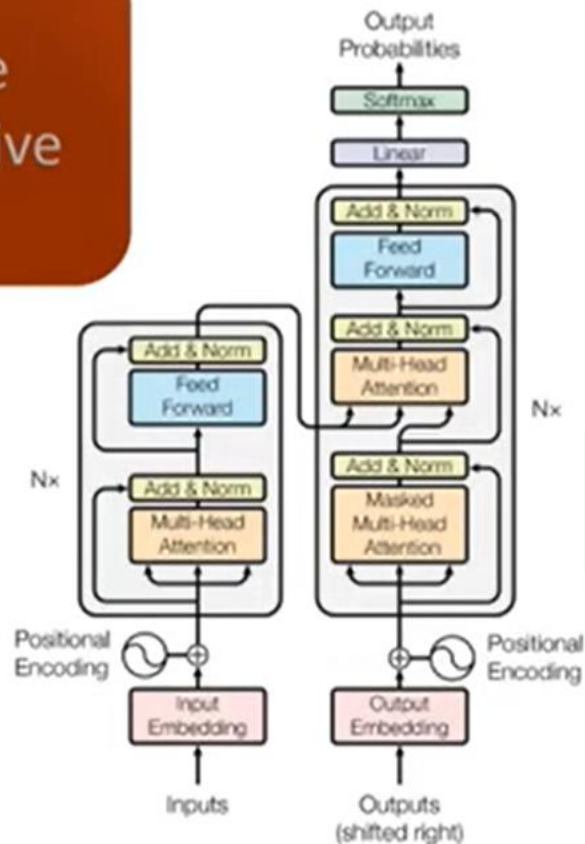 e
ive
Output
Probabilities
Softmax
Linear
Add & Norm
Feed
Forward
Add & Norm
Multi-Head
Attention
Nx
Add & Norm
Masked
Multi-Head
Attention
Positional
Encoding
Output
Embedding
Outputs
(shifted right)
Add & Norm
Feed
Forward
Nx
Add & Norm
Multi-Head
Attention
Positional
Encoding
Input
Embedding
Inputs